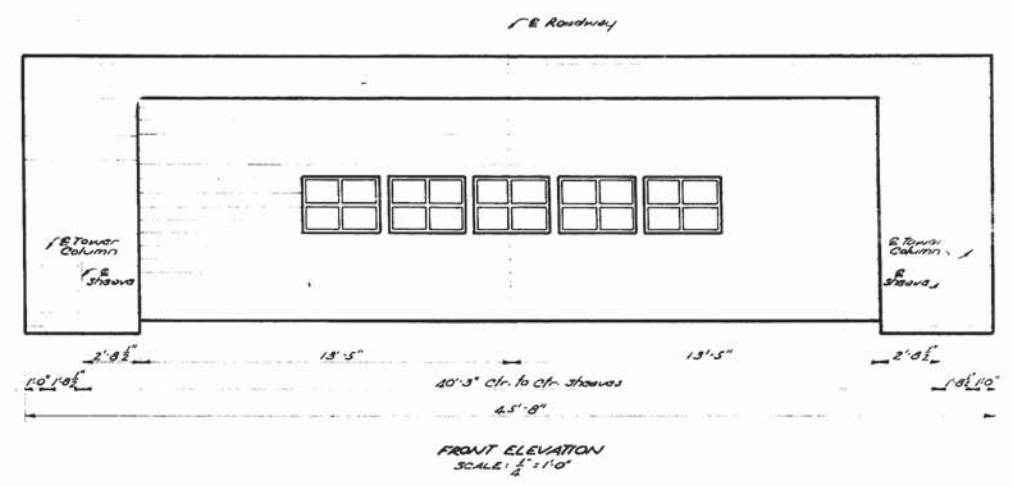 ℄ Roadway
℄ Tower
Column
℄
Sheave
℄ Tower
Column
℄
Sheave
2'-8½" 17'-5" 17'-5" 2'-8½"
1'0" 1'-8½" 40'-3" Ctr. to Ctr. Sheaves 1'-8½" 1'0"
45'-8"
FRONT ELEVATION
SCALE: ¼" = 1'-0"